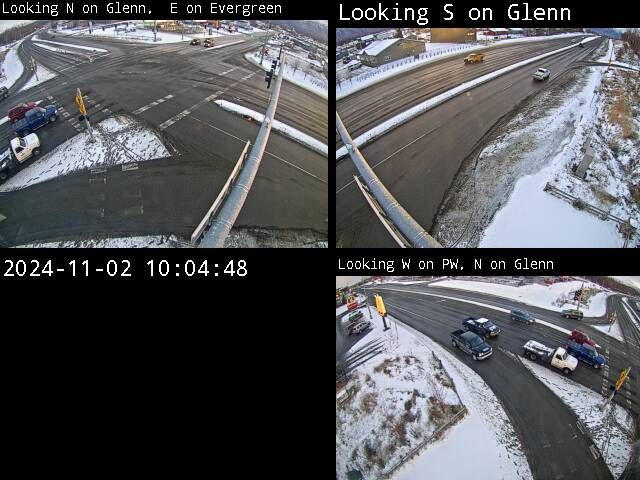 Looking N on Glenn,  E on Evergreen
Looking S on Glenn
2024-11-02 10:04:48
Looking W on PW, N on Glenn